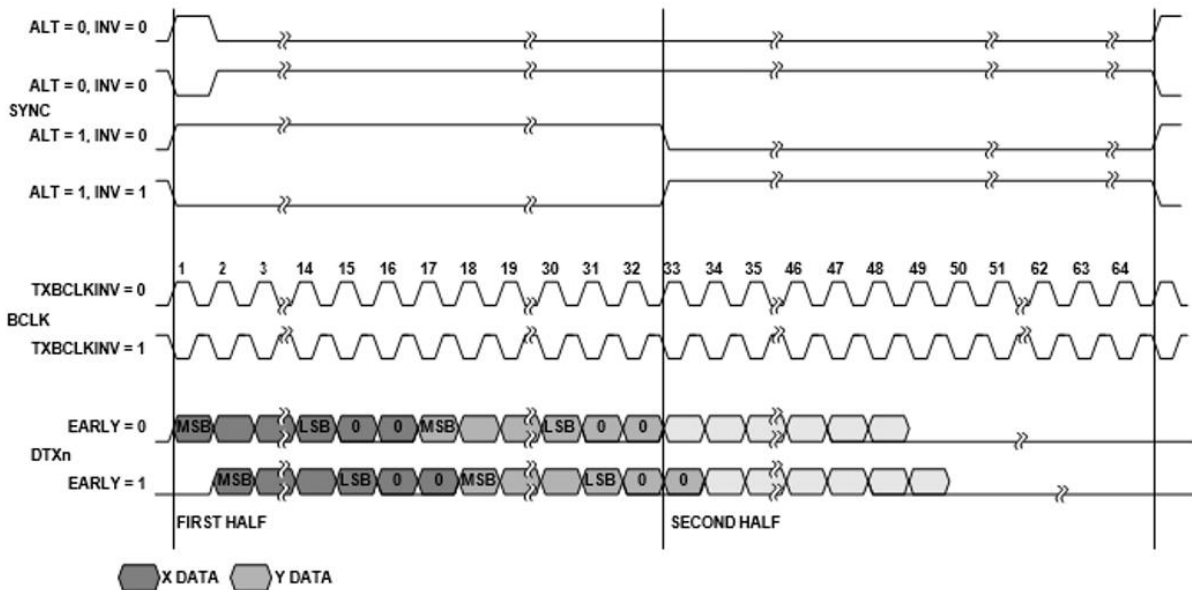 ALT = 0, INV = 0
ALT = 0, INV = 0
SYNC
ALT = 1, INV = 0
ALT = 1, INV = 1
1 2 3 14 15 16 17 18 19 30 31 32 33 34 35 46 47 48 49 50 51 62 63 64
TXBCLKINV = 0
BCLK
TXBCLKINV = 1
EARLY = 0 MSB LSB 0 0 MSB LSB 0 0
DTXn
EARLY = 1 MSB LSB 0 0 MSB LSB 0 0
FIRST HALF SECOND HALF
X DATA Y DATA